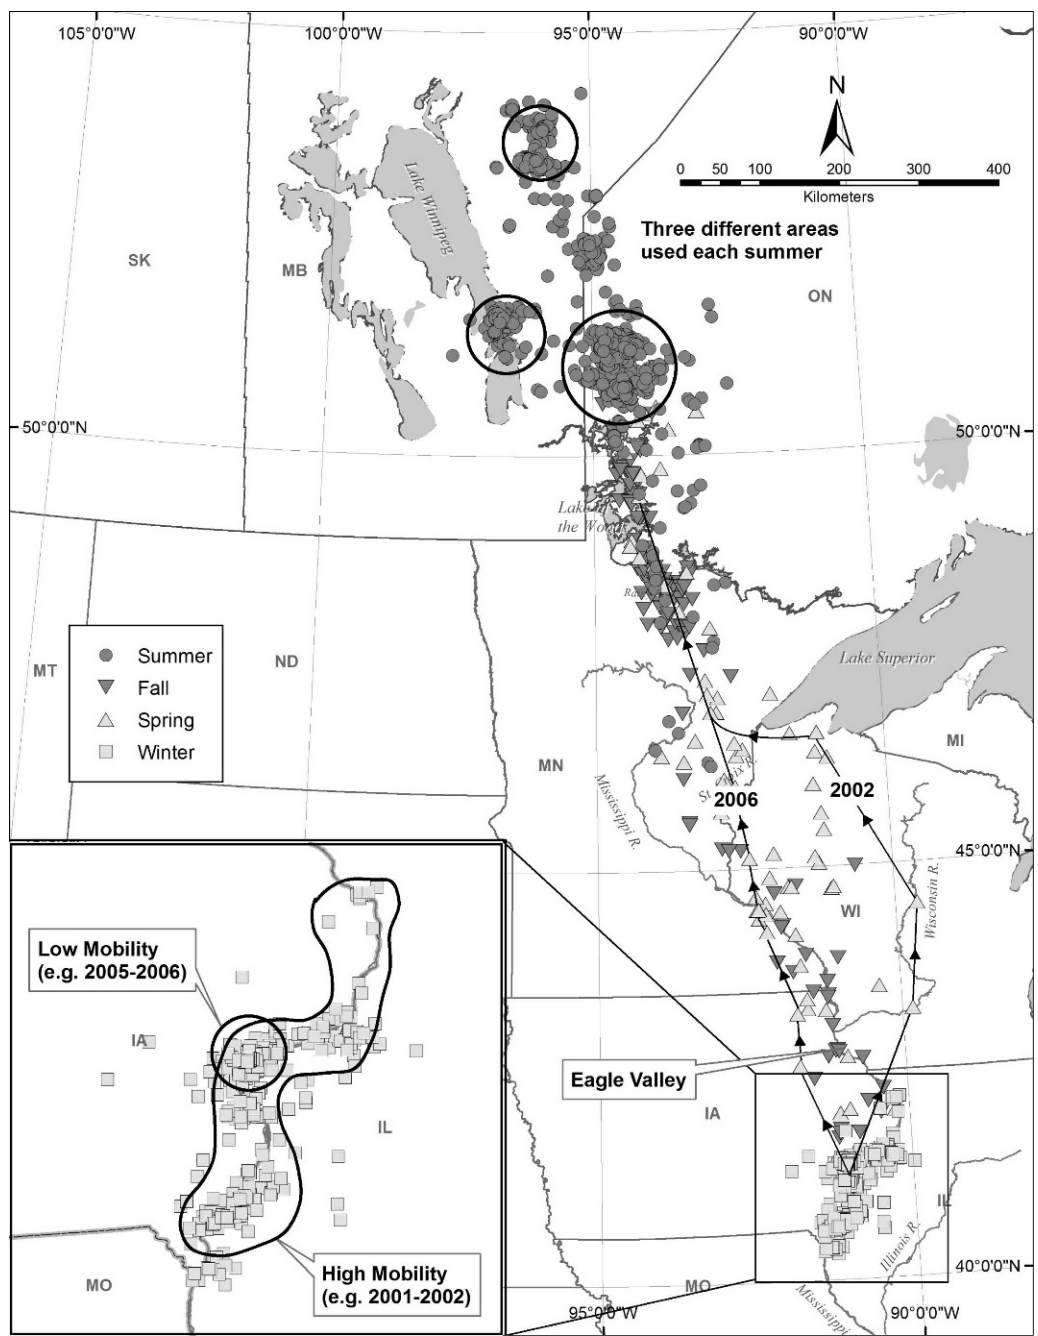 105°0'0"W
100°0'0"W
95°0'0"W
90°0'0"W
N
0 50 100 200 300 400
Kilometers
Lake Winnipeg
Three different areas
used each summer
SK
MB
ON
50°0'0"N
50°0'0"N
Lake of
the Woods
Summer
Fall
Spring
Winter
MT
ND
Lake Superior
MN
MI
Mississippi R.
St. Croix R.
2006
2002
45°0'0"N
Wisconsin R.
WI
Low Mobility
(e.g. 2005-2006)
IA
IL
Eagle Valley
IA
IL
Illinois R.
High Mobility
(e.g. 2001-2002)
MO
MO
40°0'0"N
Mississippi
95°0'0"W
90°0'0"W